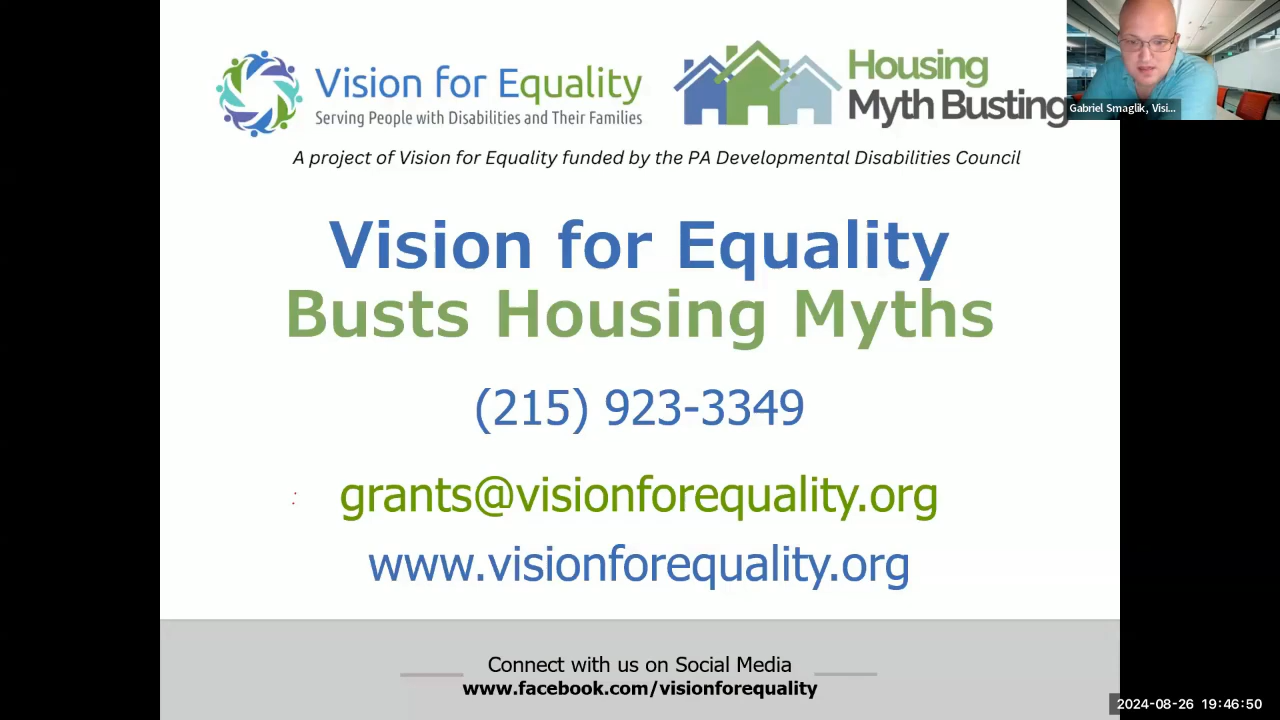 Vision for Equality
Serving People with Disabilities and Their Families
Housing
Myth Busting
Gabriel Smaglik, Visi...
A project of Vision for Equality funded by the PA Developmental Disabilities Council
Vision for Equality
Busts Housing Myths
(215) 923-3349
grants@visionforequality.org
www.visionforequality.org
Connect with us on Social Media
www.facebook.com/visionforequality
2024-08-26 19:46:50